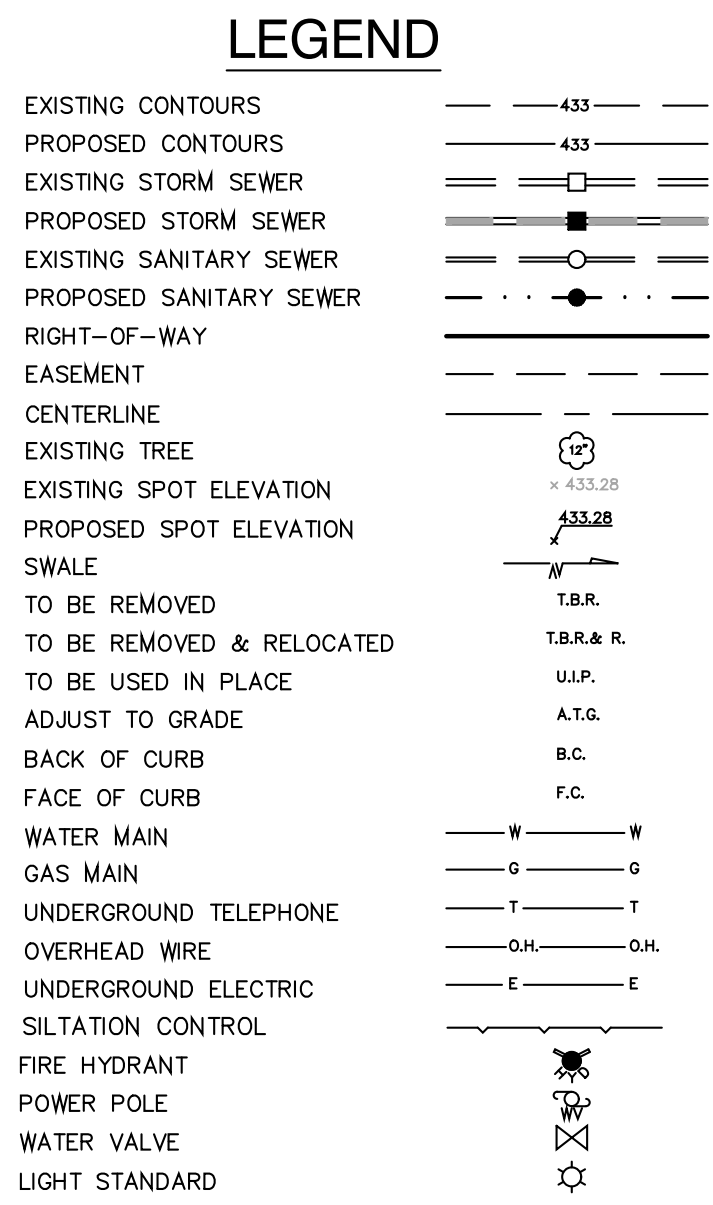 LEGEND
EXISTING CONTOURS 433
PROPOSED CONTOURS 433
EXISTING STORM SEWER
PROPOSED STORM SEWER
EXISTING SANITARY SEWER
PROPOSED SANITARY SEWER
RIGHT-OF-WAY
EASEMENT
CENTERLINE
EXISTING TREE 12"
EXISTING SPOT ELEVATION × 433.28
PROPOSED SPOT ELEVATION 433.28 ×
SWALE
TO BE REMOVED T.B.R.
TO BE REMOVED & RELOCATED T.B.R.& R.
TO BE USED IN PLACE U.I.P.
ADJUST TO GRADE A.T.G.
BACK OF CURB B.C.
FACE OF CURB F.C.
WATER MAIN W W
GAS MAIN G G
UNDERGROUND TELEPHONE T T
OVERHEAD WIRE O.H. O.H.
UNDERGROUND ELECTRIC E E
SILTATION CONTROL
FIRE HYDRANT HYD
POWER POLE
WATER VALVE WV
LIGHT STANDARD